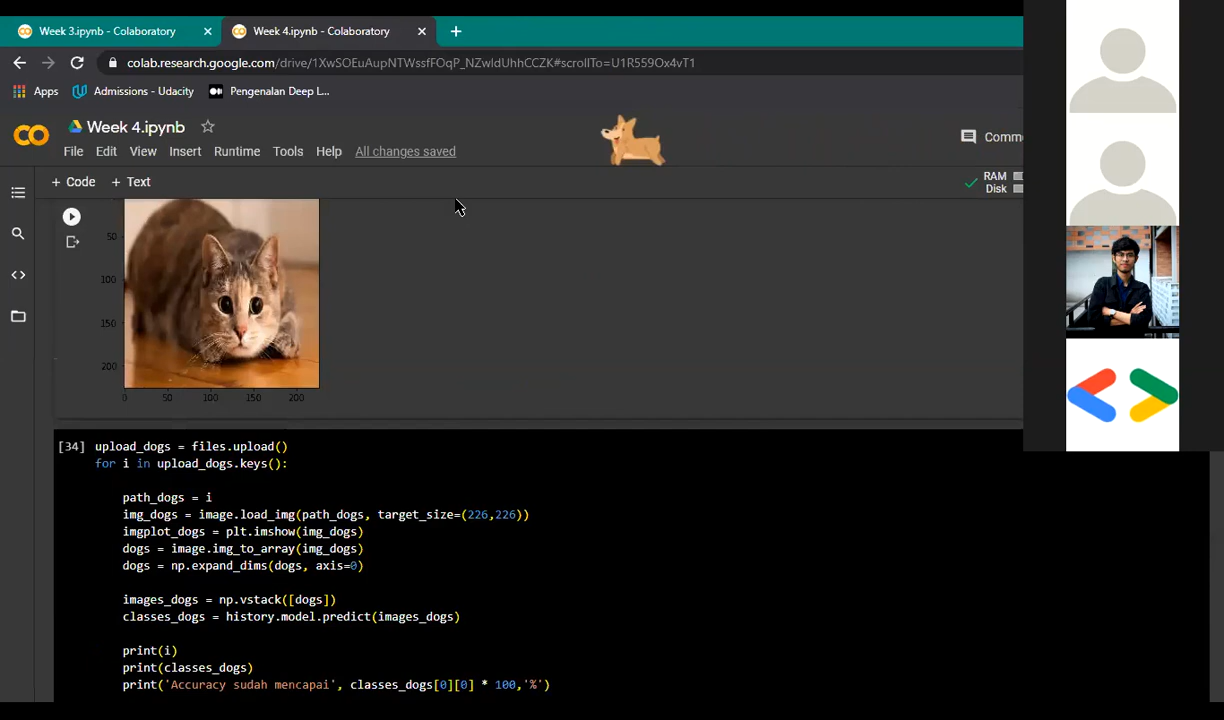 Week 3.ipynb - Colaboratory
Week 4.ipynb - Colaboratory
colab.research.google.com/drive/1XwSOEuAupNTWssfFOqP_NZwldUhhCCZK#scrollTo=U1R559Ox4vT1
Apps
Admissions - Udacity
Pengenalan Deep L...
CO
Week 4.ipynb
Comme
File Edit View Insert Runtime Tools Help All changes saved
+ Code + Text
RAM
Disk
50
100
150
200
0 50 100 150 200
[34] upload_dogs = files.upload()
for i in upload_dogs.keys():
path_dogs = i
img_dogs = image.load_img(path_dogs, target_size=(226,226))
imgplot_dogs = plt.imshow(img_dogs)
dogs = image.img_to_array(img_dogs)
dogs = np.expand_dims(dogs, axis=0)
images_dogs = np.vstack([dogs])
classes_dogs = history.model.predict(images_dogs)
print(i)
print(classes_dogs)
print('Accuracy sudah mencapai', classes_dogs[0][0] * 100,'%')